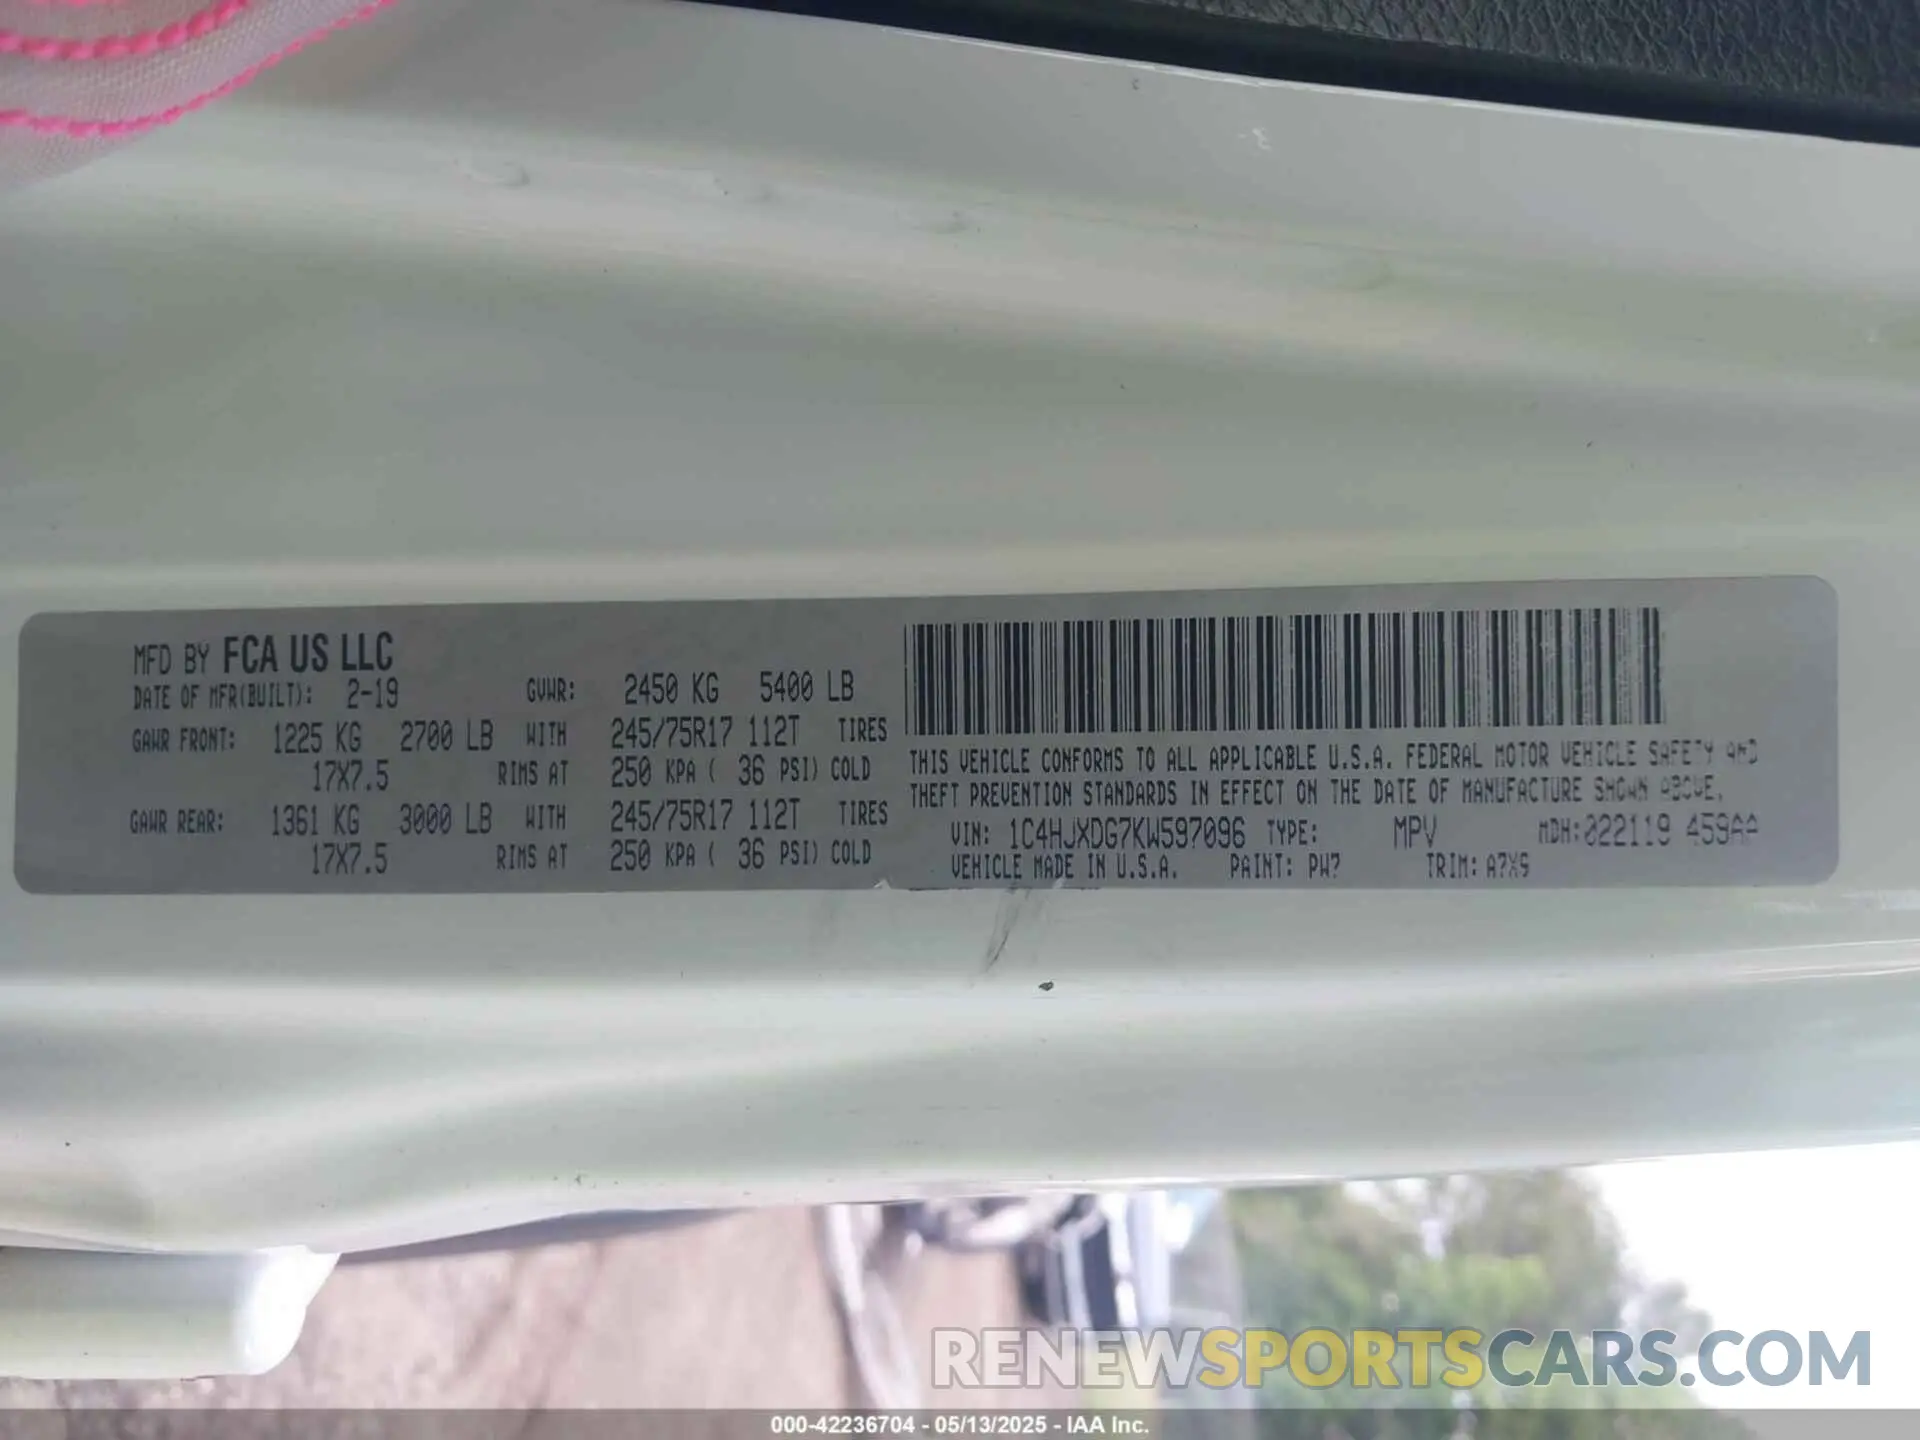 MFD BY FCA US LLC
DATE OF MFR(BUILT): 2-19 GVWR: 2450 KG 5400 LB
GAWR FRONT: 1225 KG 2700 LB WITH 245/75R17 112T TIRES
17X7.5 RIMS AT 250 KPA ( 36 PSI) COLD
GAWR REAR: 1361 KG 3000 LB WITH 245/75R17 112T TIRES
17X7.5 RIMS AT 250 KPA ( 36 PSI) COLD
THIS VEHICLE CONFORMS TO ALL APPLICABLE U.S.A. FEDERAL MOTOR VEHICLE SAFETY AND
THEFT PREVENTION STANDARDS IN EFFECT ON THE DATE OF MANUFACTURE SHOWN ABOVE.
VIN: 1C4HJXDG7KW597096 TYPE: MPV MDH:022119 459AA
VEHICLE MADE IN U.S.A. PAINT: PW7 TRIM: A7X9
RENEWSPORTSCARS.COM
000-42236704 - 05/13/2025 - IAA Inc.